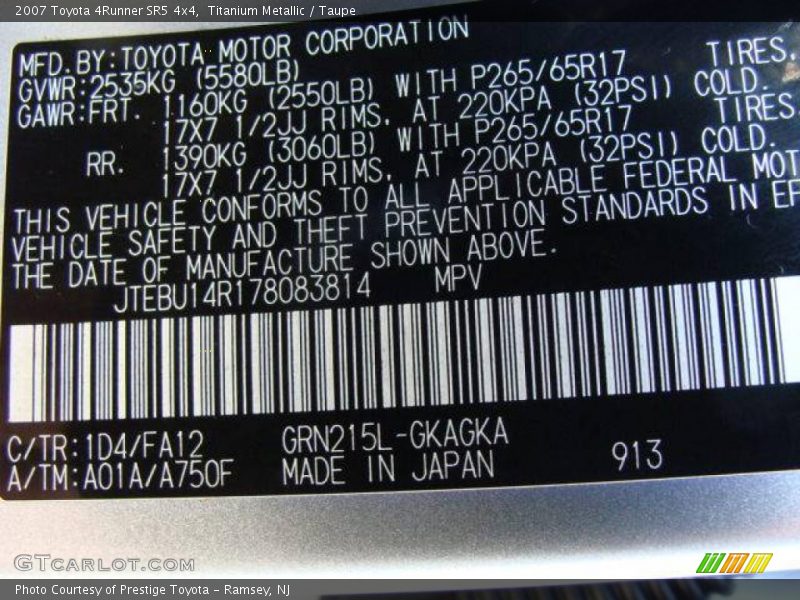 2007 Toyota 4Runner SR5 4x4, Titanium Metallic / Taupe
MFD.BY:TOYOTA MOTOR CORPORATION
GVWR:2535KG (5580LB)
GAWR:FRT. 1160KG (2550LB) WITH P265/65R17 TIRES,
17X7 1/2JJ RIMS, AT 220KPA (32PSI) COLD.
RR. 1390KG (3060LB) WITH P265/65R17 TIRES,
17X7 1/2JJ RIMS, AT 220KPA (32PSI) COLD.
THIS VEHICLE CONFORMS TO ALL APPLICABLE FEDERAL MOT
VEHICLE SAFETY AND THEFT PREVENTION STANDARDS IN EF
THE DATE OF MANUFACTURE SHOWN ABOVE.
JTEBU14R178083814 MPV
C/TR:1D4/FA12 GRN215L-GKAGKA
A/TM:A01A/A750F MADE IN JAPAN 913
GTCARLOT.COM
Photo Courtesy of Prestige Toyota - Ramsey, NJ